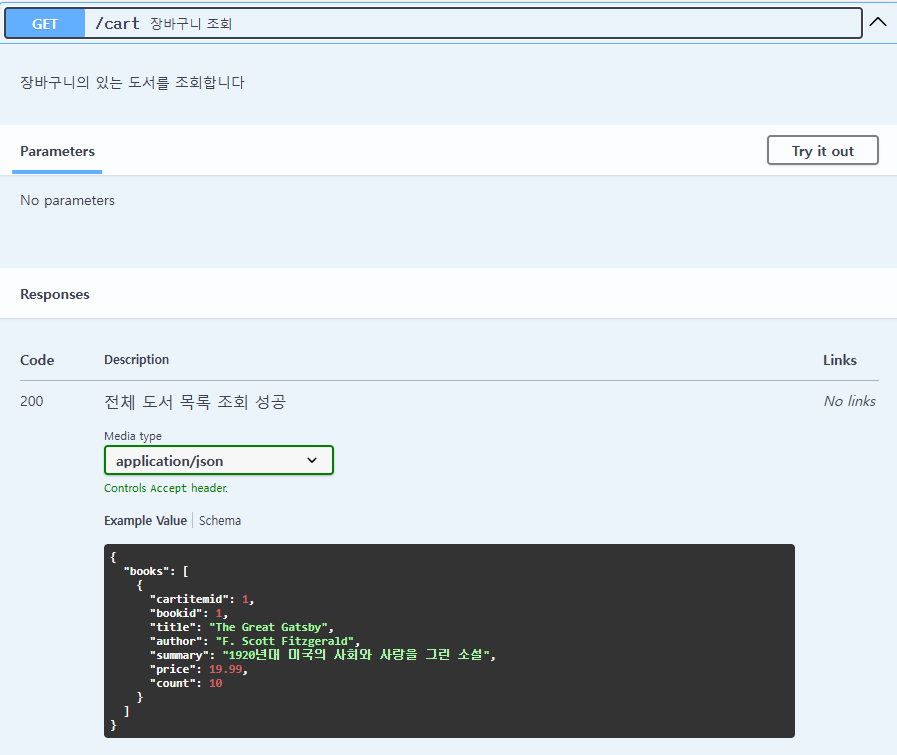 GET /cart 장바구니 조회
장바구니의 있는 도서를 조회합니다
Parameters
Try it out
No parameters
Responses
Code Description Links
200 전체 도서 목록 조회 성공 No links
Media type
application/json
Controls Accept header.
Example Value Schema
{
"books": [
{
"cartitemid": 1,
"bookid": 1,
"title": "The Great Gatsby",
"author": "F. Scott Fitzgerald",
"summary": "1920년대 미국의 사회와 사랑을 그린 소설",
"price": 19.99,
"count": 10
}
]
}